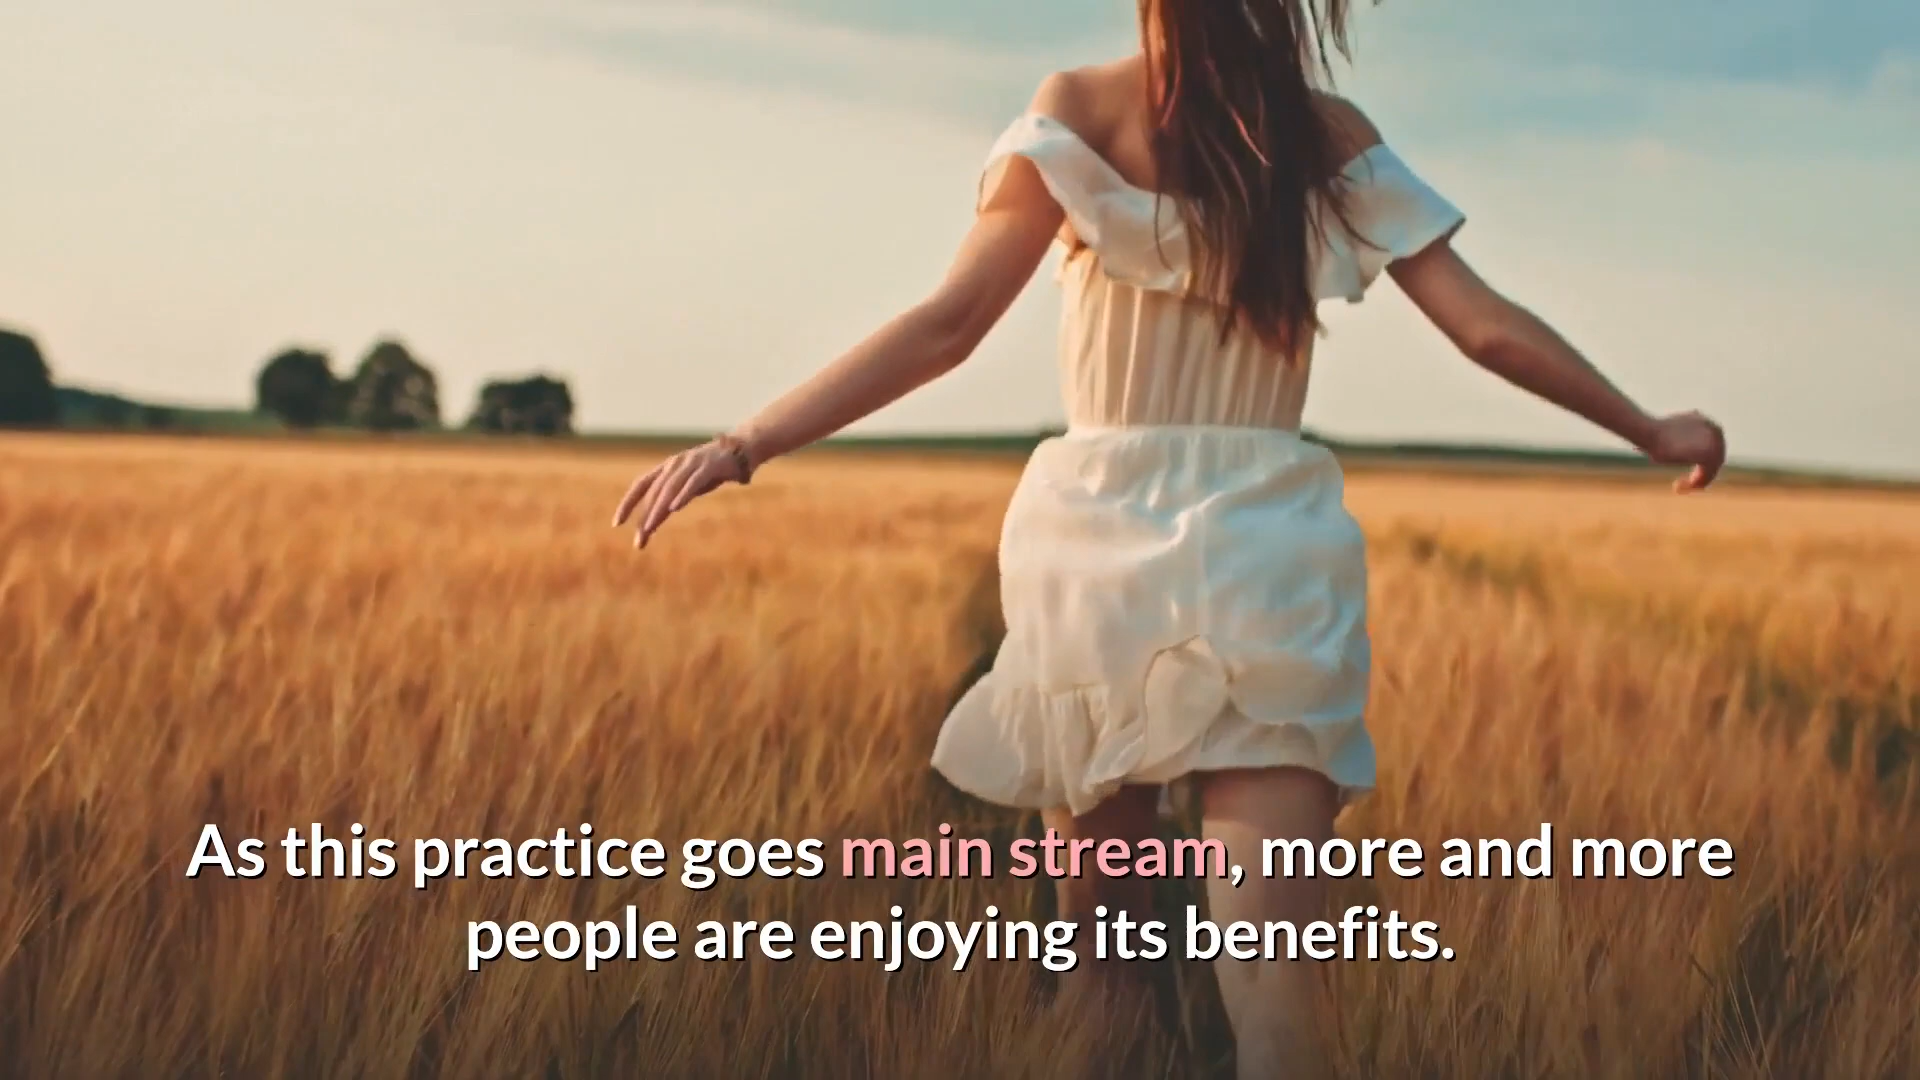 As this practice goes main stream, more and more
people are enjoying its benefits.